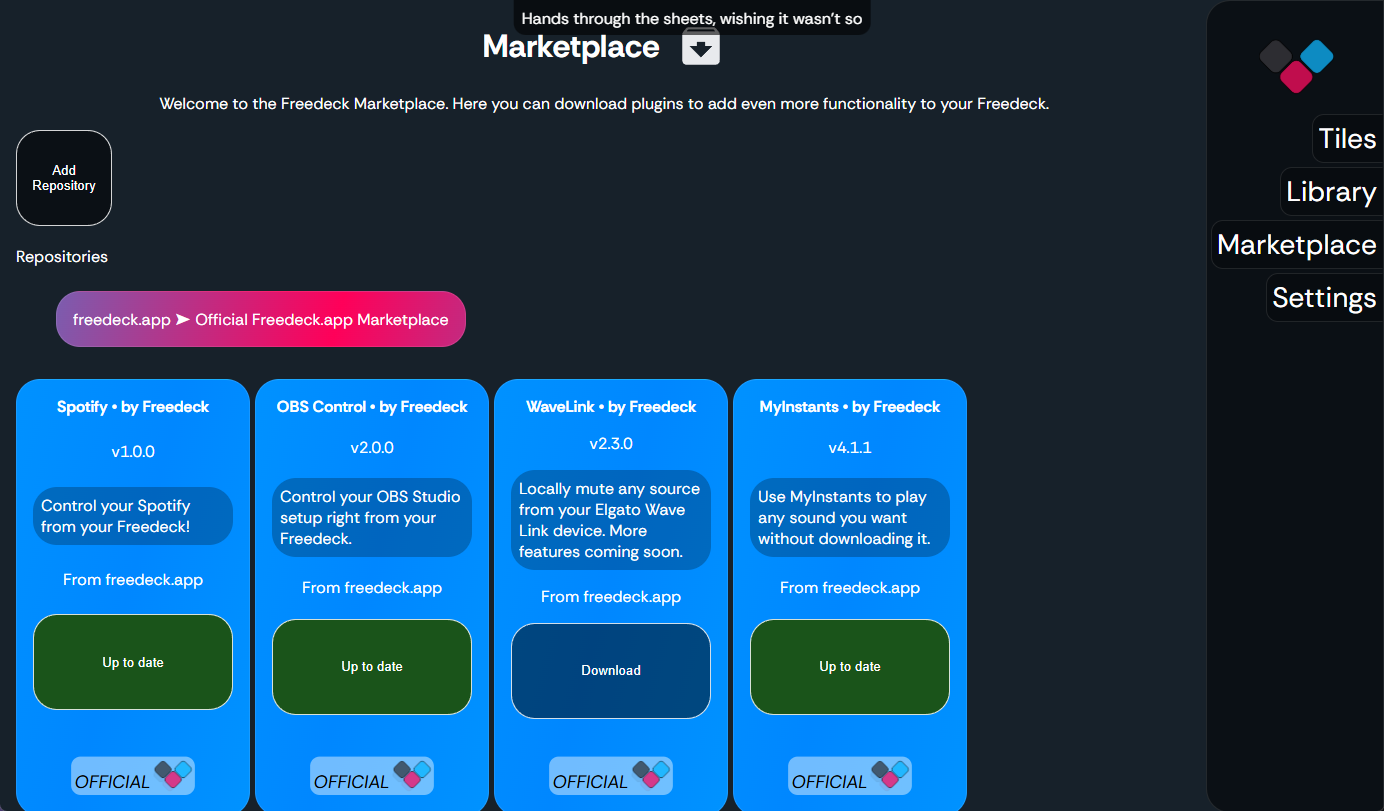 Hands through the sheets, wishing it wasn't so
Marketplace
Welcome to the Freedeck Marketplace. Here you can download plugins to add even more functionality to your Freedeck.
Add
Repository
Repositories
freedeck.app ➤ Official Freedeck.app Marketplace
Spotify • by Freedeck
v1.0.0
Control your Spotify
from your Freedeck!
From freedeck.app
Up to date
OFFICIAL
OBS Control • by Freedeck
v2.0.0
Control your OBS Studio
setup right from your
Freedeck.
From freedeck.app
Up to date
OFFICIAL
WaveLink • by Freedeck
v2.3.0
Locally mute any source
from your Elgato Wave
Link device. More
features coming soon.
From freedeck.app
Download
OFFICIAL
MyInstants • by Freedeck
v4.1.1
Use MyInstants to play
any sound you want
without downloading it.
From freedeck.app
Up to date
OFFICIAL
Tiles
Library
Marketplace
Settings